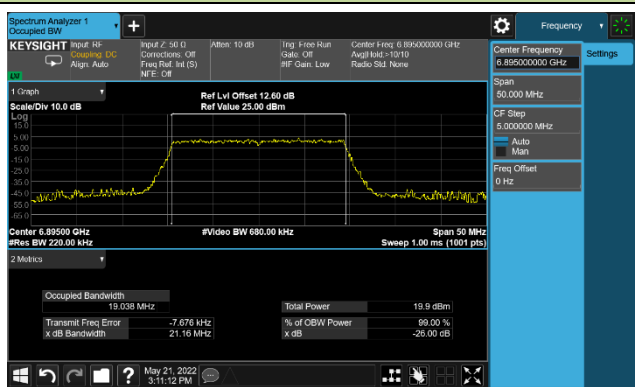 Spectrum Analyzer 1
Occupied BW
Frequency
KEYSIGHT
Input: RF
Coupling: DC
Align: Auto
Input Z: 50 Ω
Corrections: Off
Freq Ref: Int (S)
NFE: Off
Atten: 10 dB
Trig: Free Run
Gate: Off
#IF Gain: Low
Center Freq: 6.895000000 GHz
Avg|Hold:>10/10
Radio Std: None
LXI
Center Frequency
6.895000000 GHz
Settings
Span
50.000 MHz
CF Step
5.000000 MHz
Auto
Man
Freq Offset
0 Hz
1 Graph
Scale/Div 10.0 dB
Ref Lvl Offset 12.60 dB
Ref Value 25.00 dBm
Log
15.0
5.00
-5.00
-15.0
-25.0
-35.0
-45.0
-55.0
-65.0
Center 6.89500 GHz
#Video BW 680.00 kHz
Span 50 MHz
#Res BW 220.00 kHz
Sweep 1.00 ms (1001 pts)
2 Metrics
Occupied Bandwidth
19.038 MHz
Total Power 19.9 dBm
Transmit Freq Error -7.676 kHz
% of OBW Power 99.00 %
x dB Bandwidth 21.16 MHz
x dB -26.00 dB
May 21, 2022
3:11:12 PM